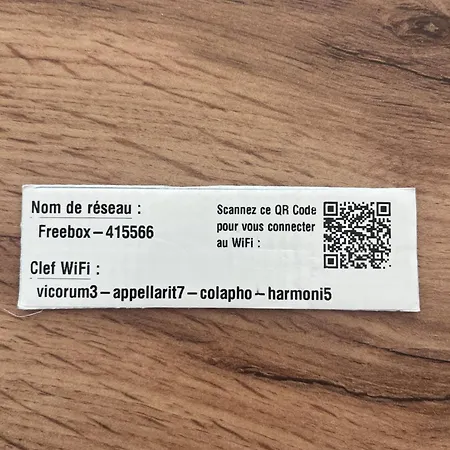 Nom de réseau :
Freebox-415566
Clef WiFi :
vicorum3-appellarit7-colapho-harmoni5
Scannez ce QR Code
pour vous connecter
au WiFi :